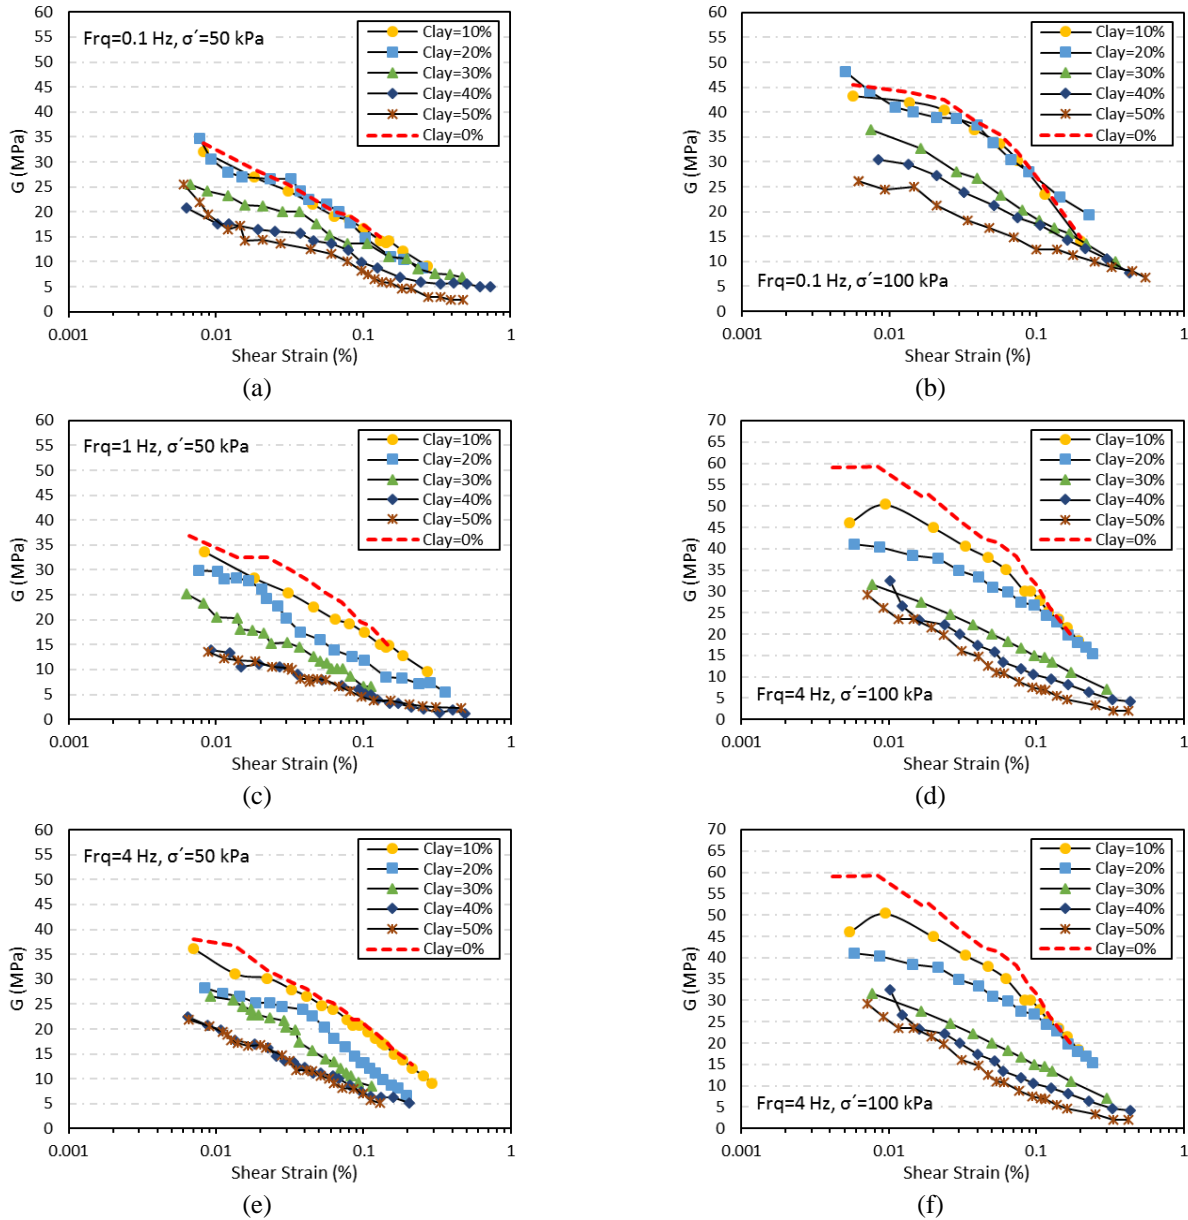 60
55
50
45
40
35
30
25
20
15
10
5
0
G (MPa)
Frq=0.1 Hz, σ´=50 kPa
Clay=10%
Clay=20%
Clay=30%
Clay=40%
Clay=50%
Clay=0%
0.001 0.01 0.1 1
Shear Strain (%)
(a)
60
55
50
45
40
35
30
25
20
15
10
5
0
G (MPa)
Clay=10%
Clay=20%
Clay=30%
Clay=40%
Clay=50%
Clay=0%
Frq=0.1 Hz, σ´=100 kPa
0.001 0.01 0.1 1
Shear Strain (%)
(b)
60
55
50
45
40
35
30
25
20
15
10
5
0
G (MPa)
Frq=1 Hz, σ´=50 kPa
Clay=10%
Clay=20%
Clay=30%
Clay=40%
Clay=50%
Clay=0%
0.001 0.01 0.1 1
Shear Strain (%)
(c)
70
65
60
55
50
45
40
35
30
25
20
15
10
5
0
G (MPa)
Clay=10%
Clay=20%
Clay=30%
Clay=40%
Clay=50%
Clay=0%
Frq=4 Hz, σ´=100 kPa
0.001 0.01 0.1 1
Shear Strain (%)
(d)
60
55
50
45
40
35
30
25
20
15
10
5
0
G (MPa)
Frq=4 Hz, σ´=50 kPa
Clay=10%
Clay=20%
Clay=30%
Clay=40%
Clay=50%
Clay=0%
0.001 0.01 0.1 1
Shear Strain (%)
(e)
70
65
60
55
50
45
40
35
30
25
20
15
10
5
0
G (MPa)
Clay=10%
Clay=20%
Clay=30%
Clay=40%
Clay=50%
Clay=0%
Frq=4 Hz, σ´=100 kPa
0.001 0.01 0.1 1
Shear Strain (%)
(f)